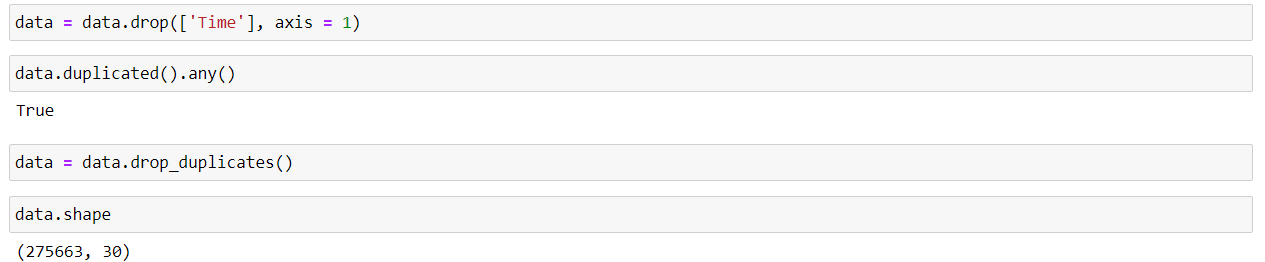 data = data.drop(['Time'], axis = 1)
data.duplicated().any()
True
data = data.drop_duplicates()
data.shape
(275663, 30)